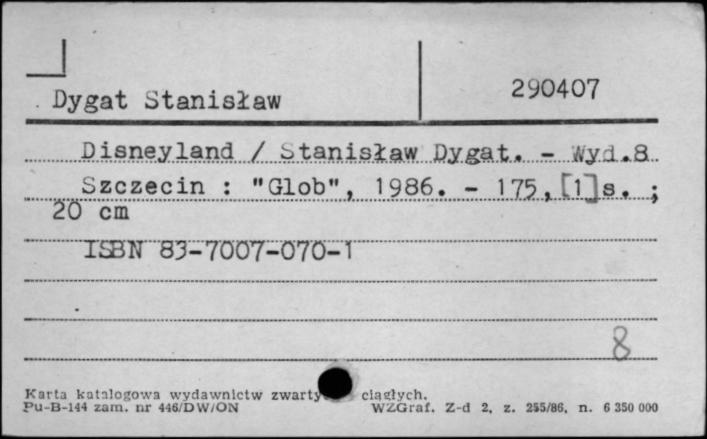 Dygat Stanisław
290407
Disneyland / Stanisław Dygat. - Wyd.8
Szczecin : "Glob", 1986. - 175,[1]s. ;
20 cm
ISBN 83-7007-070-1
8
Karta katalogowa wydawnictw ciągłych.
Pu-B-144 zam. nr 446/DW/ON
WZGraf. Z-d 2, z. 255/86, n. 6 350 000